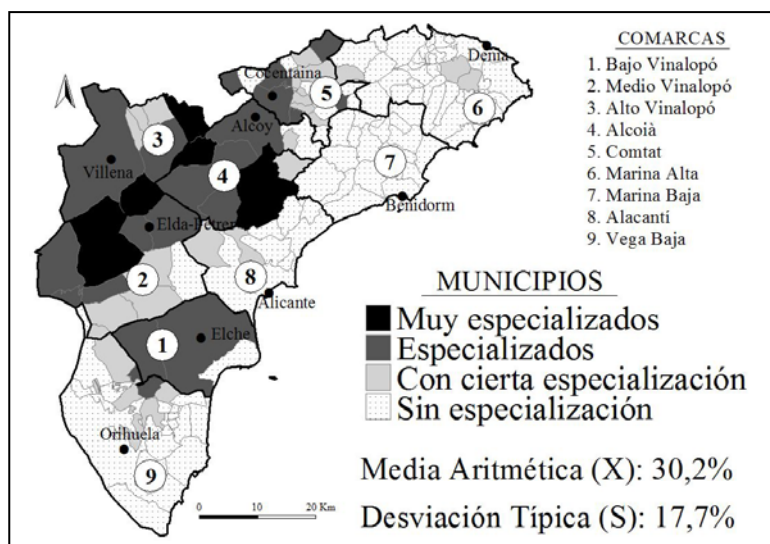 Denia
Cocentaina
5
6
Alcoy
3
Villena
4
7
Benidorm
Elda-Petrer
2
8
Alicante
1
Elche
Orihuela
9
0 10 20 Km
COMARCAS
1. Bajo Vinalopó
2. Medio Vinalopó
3. Alto Vinalopó
4. Alcoià
5. Comtat
6. Marina Alta
7. Marina Baja
8. Alacantí
9. Vega Baja
MUNICIPIOS
Muy especializados
Especializados
Con cierta especialización
Sin especialización
Media Aritmética (X): 30,2%
Desviación Típica (S): 17,7%